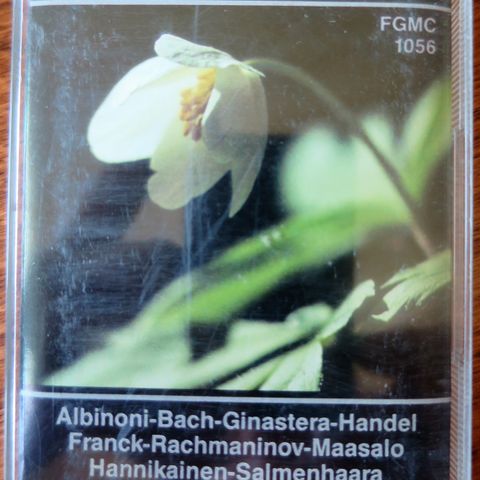 FGMC
1056
Albinoni-Bach-Ginastera-Handel
Franck-Rachmaninov-Maasalo
Hannikainen-Salmenhaara